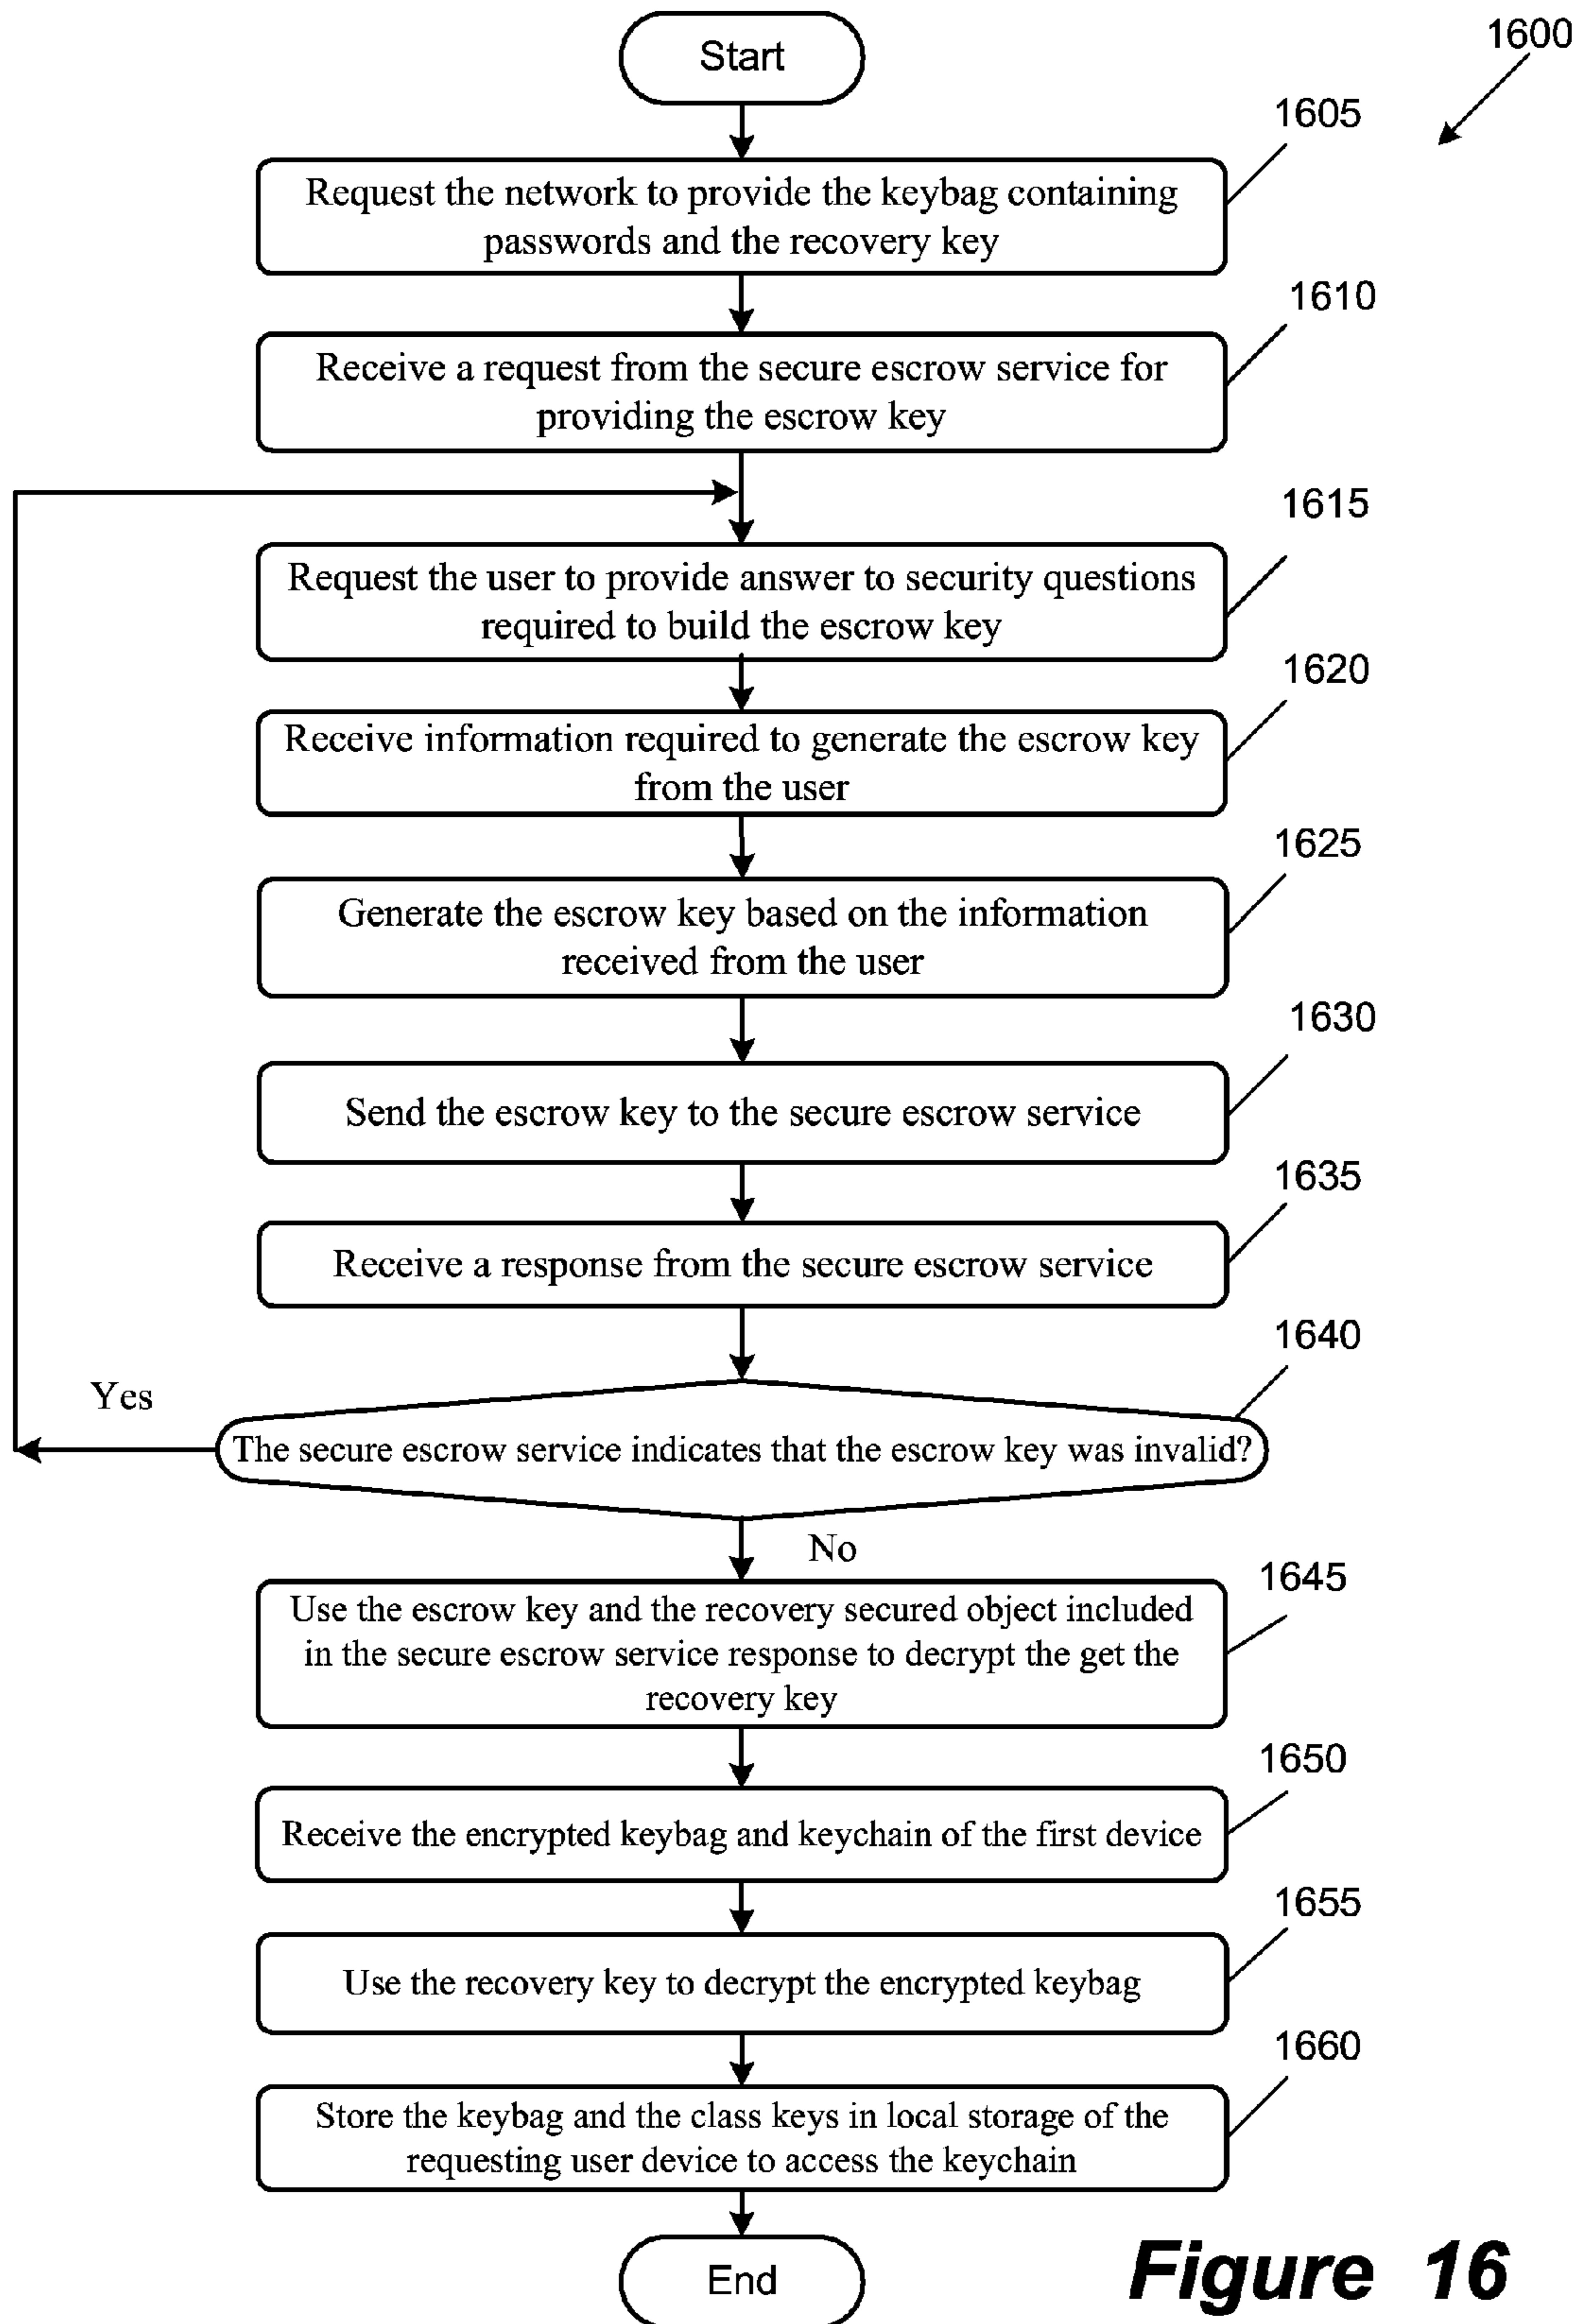 Start
1600
1605
Request the network to provide the keybag containing
passwords and the recovery key
1610
Receive a request from the secure escrow service for
providing the escrow key
1615
Request the user to provide answer to security questions
required to build the escrow key
1620
Receive information required to generate the escrow key
from the user
1625
Generate the escrow key based on the information
received from the user
1630
Send the escrow key to the secure escrow service
1635
Receive a response from the secure escrow service
1640
Yes
The secure escrow service indicates that the escrow key was invalid?
No
1645
Use the escrow key and the recovery secured object included
in the secure escrow service response to decrypt the get the
recovery key
1650
Receive the encrypted keybag and keychain of the first device
1655
Use the recovery key to decrypt the encrypted keybag
1660
Store the keybag and the class keys in local storage of the
requesting user device to access the keychain
End
Figure 16